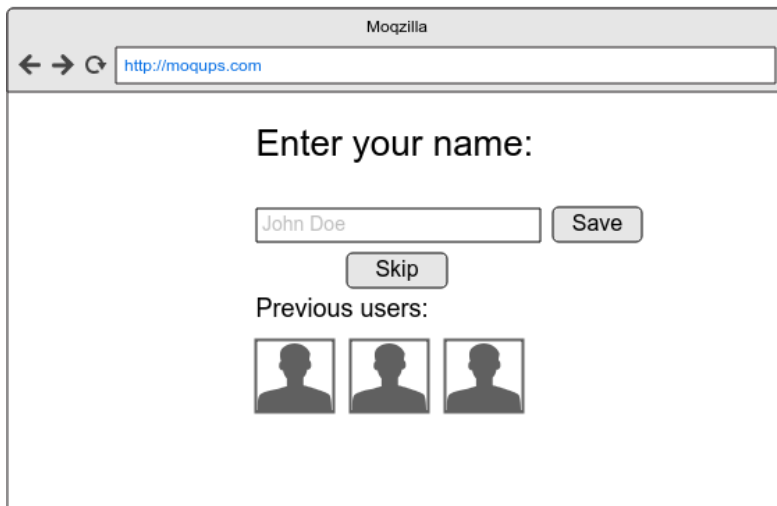 Moqzilla
http://moqups.com
Enter your name:
John Doe
Save
Skip
Previous users: